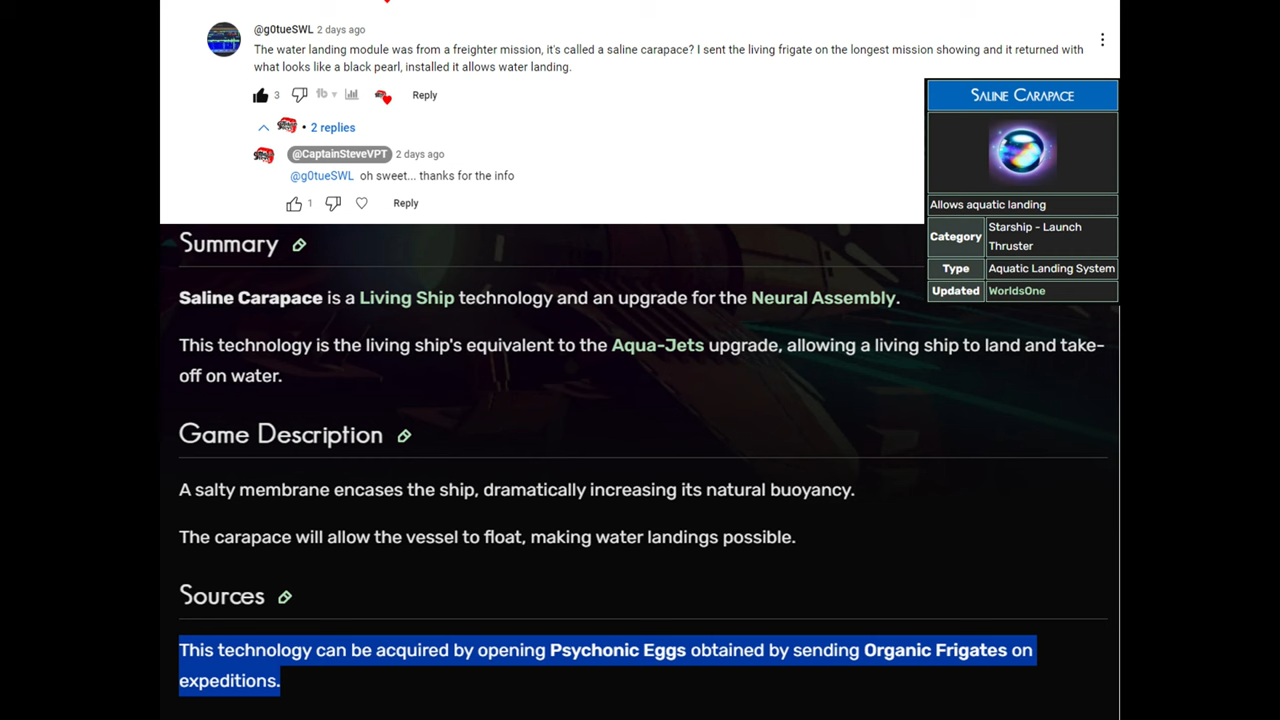 @g0tueSWL 2 days ago
The water landing module was from a freighter mission, it's called a saline carapace? I sent the living frigate on the longest mission showing and it returned with
what looks like a black pearl, installed it allows water landing.
3 Reply
2 replies
@CaptainSteveVPT 2 days ago
@g0tueSWL oh sweet... thanks for the info
1 Reply
Saline Carapace
Allows aquatic landing
Category Starship - Launch
Thruster
Type Aquatic Landing System
Updated WorldsOne
Summary
Saline Carapace is a Living Ship technology and an upgrade for the Neural Assembly.
This technology is the living ship's equivalent to the Aqua-Jets upgrade, allowing a living ship to land and take-
off on water.
Game Description
A salty membrane encases the ship, dramatically increasing its natural buoyancy.
The carapace will allow the vessel to float, making water landings possible.
Sources
This technology can be acquired by opening Psychonic Eggs obtained by sending Organic Frigates on
expeditions.